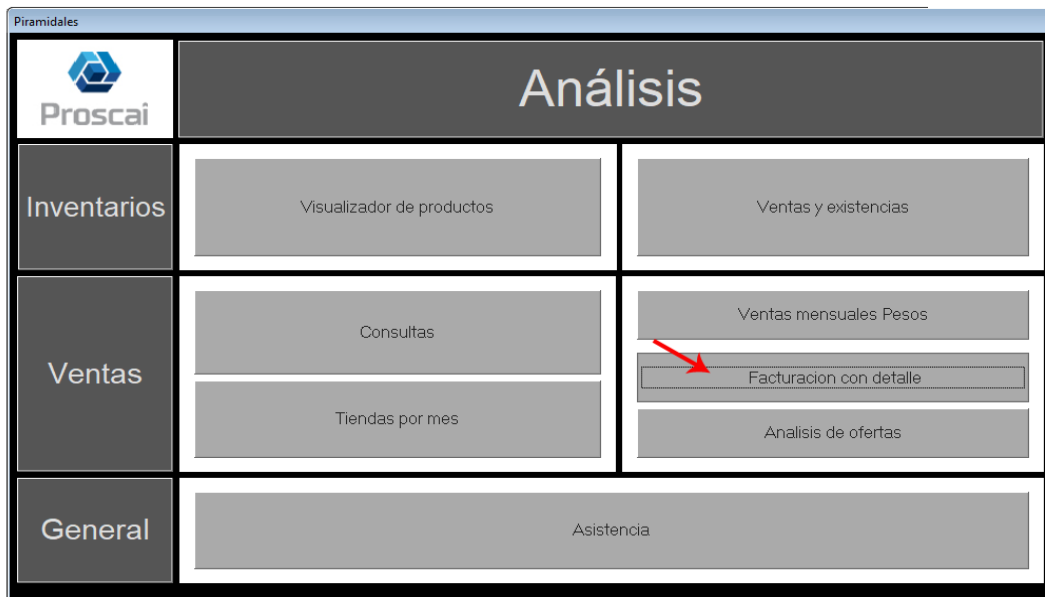 Piramidales
Proscai
Análisis
Inventarios
Visualizador de productos
Ventas y existencias
Ventas
Consultas
Tiendas por mes
Ventas mensuales Pesos
Facturacion con detalle
Analisis de ofertas
General
Asistencia